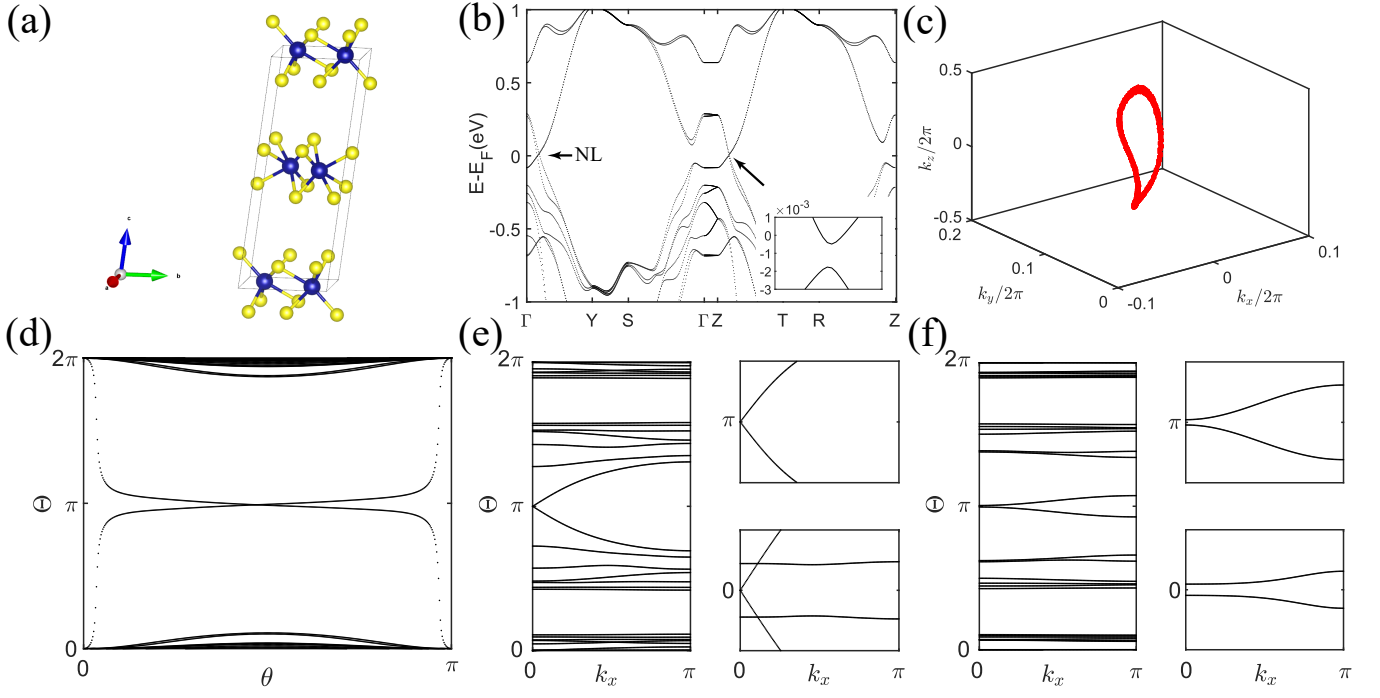 (a)
c
b
a
(b)
1
0.5
0
-0.5
-1
E-E_F(eV)
NL
×10⁻³
1
0
-1
-2
-3
Γ Y S Γ Z T R Z
(c)
0.5
0
-0.5
k_z/2π
0.2
0.1
0
k_y/2π
-0.1
0
0.1
k_x/2π
(d)
2π
π
0
Θ
0 θ π
(e)
2π
π
0
Θ
0 k_x π
π
0
0 k_x π
(f)
2π
π
0
Θ
0 k_x π
π
0
0 k_x π